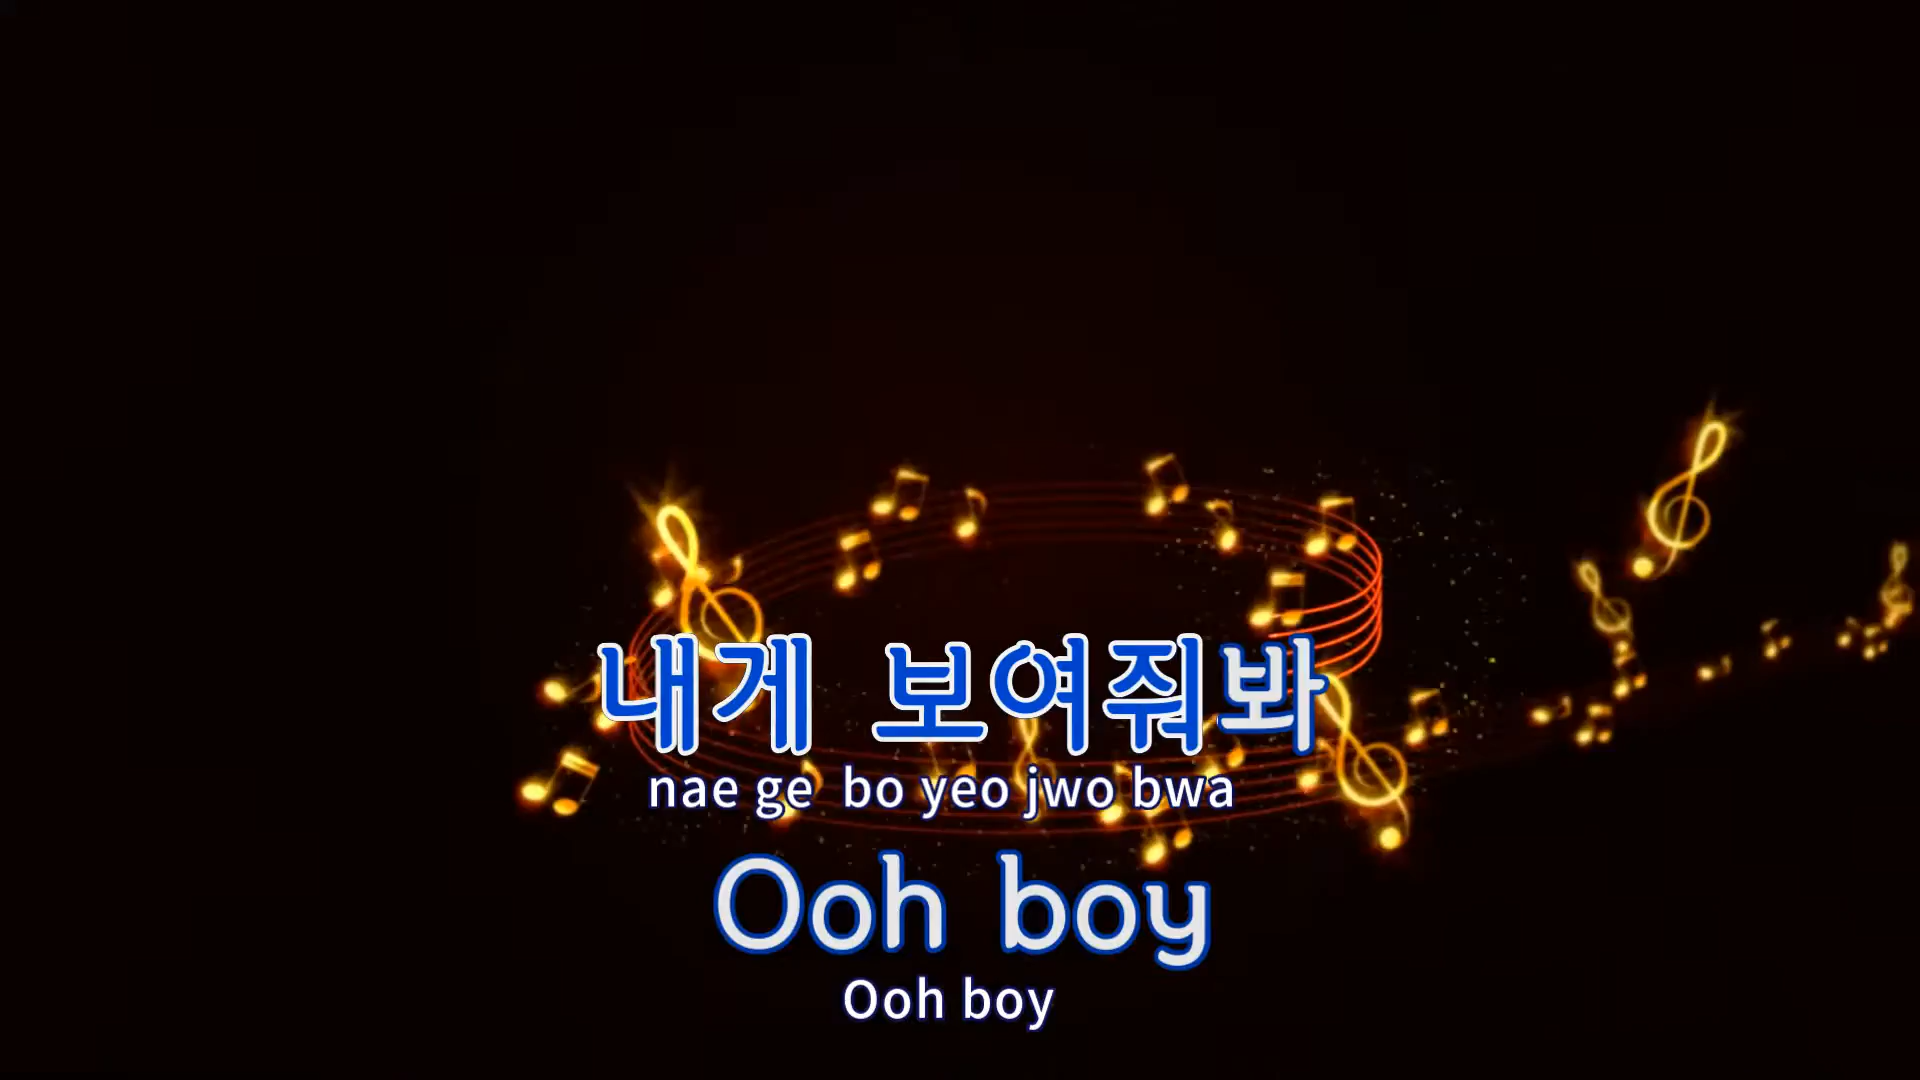 내게 보여줘봐
nae ge bo yeo jwo bwa
Ooh boy
Ooh boy